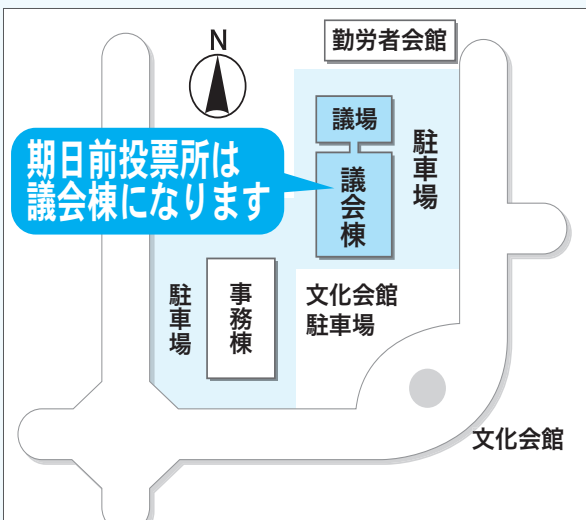 N
勤労者会館
議場
駐車場
期日前投票所は
議会棟になります
議会棟
駐車場
事務棟
文化会館
駐車場
文化会館